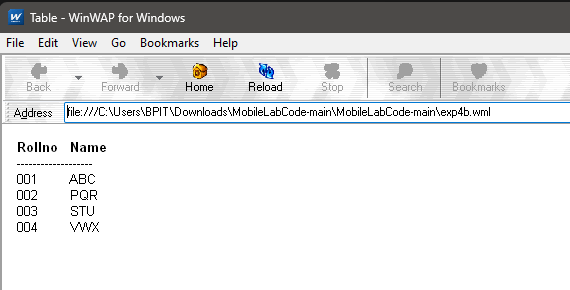 Table - WinWAP for Windows
File Edit View Go Bookmarks Help
Back Forward Home Reload Stop Search Bookmarks
Address file:///C:\Users\BPIT\Downloads\MobileLabCode-main\MobileLabCode-main\exp4b.wml
Rollno Name
-------------------
001 ABC
002 PQR
003 STU
004 VWX